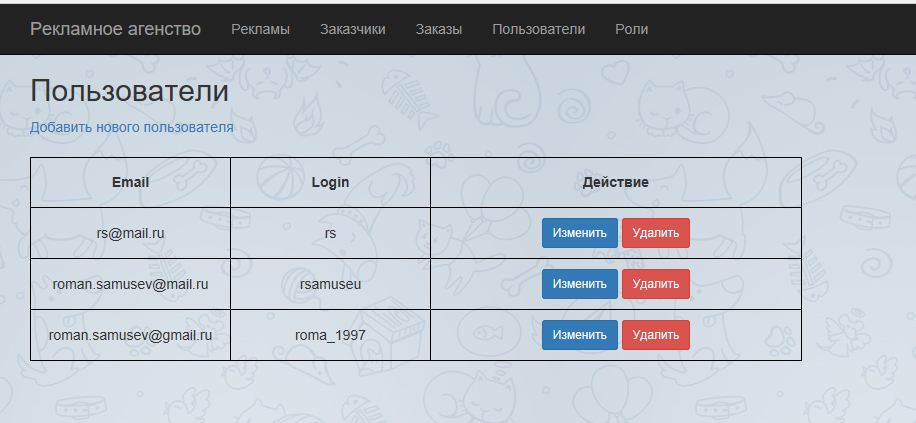 Рекламное агенство Рекламы Заказчики Заказы Пользователи Роли
Пользователи
Добавить нового пользователя
Email Login Действие
rs@mail.ru rs Изменить Удалить
roman.samusev@mail.ru rsamuseu Изменить Удалить
roman.samusev@gmail.ru roma_1997 Изменить Удалить